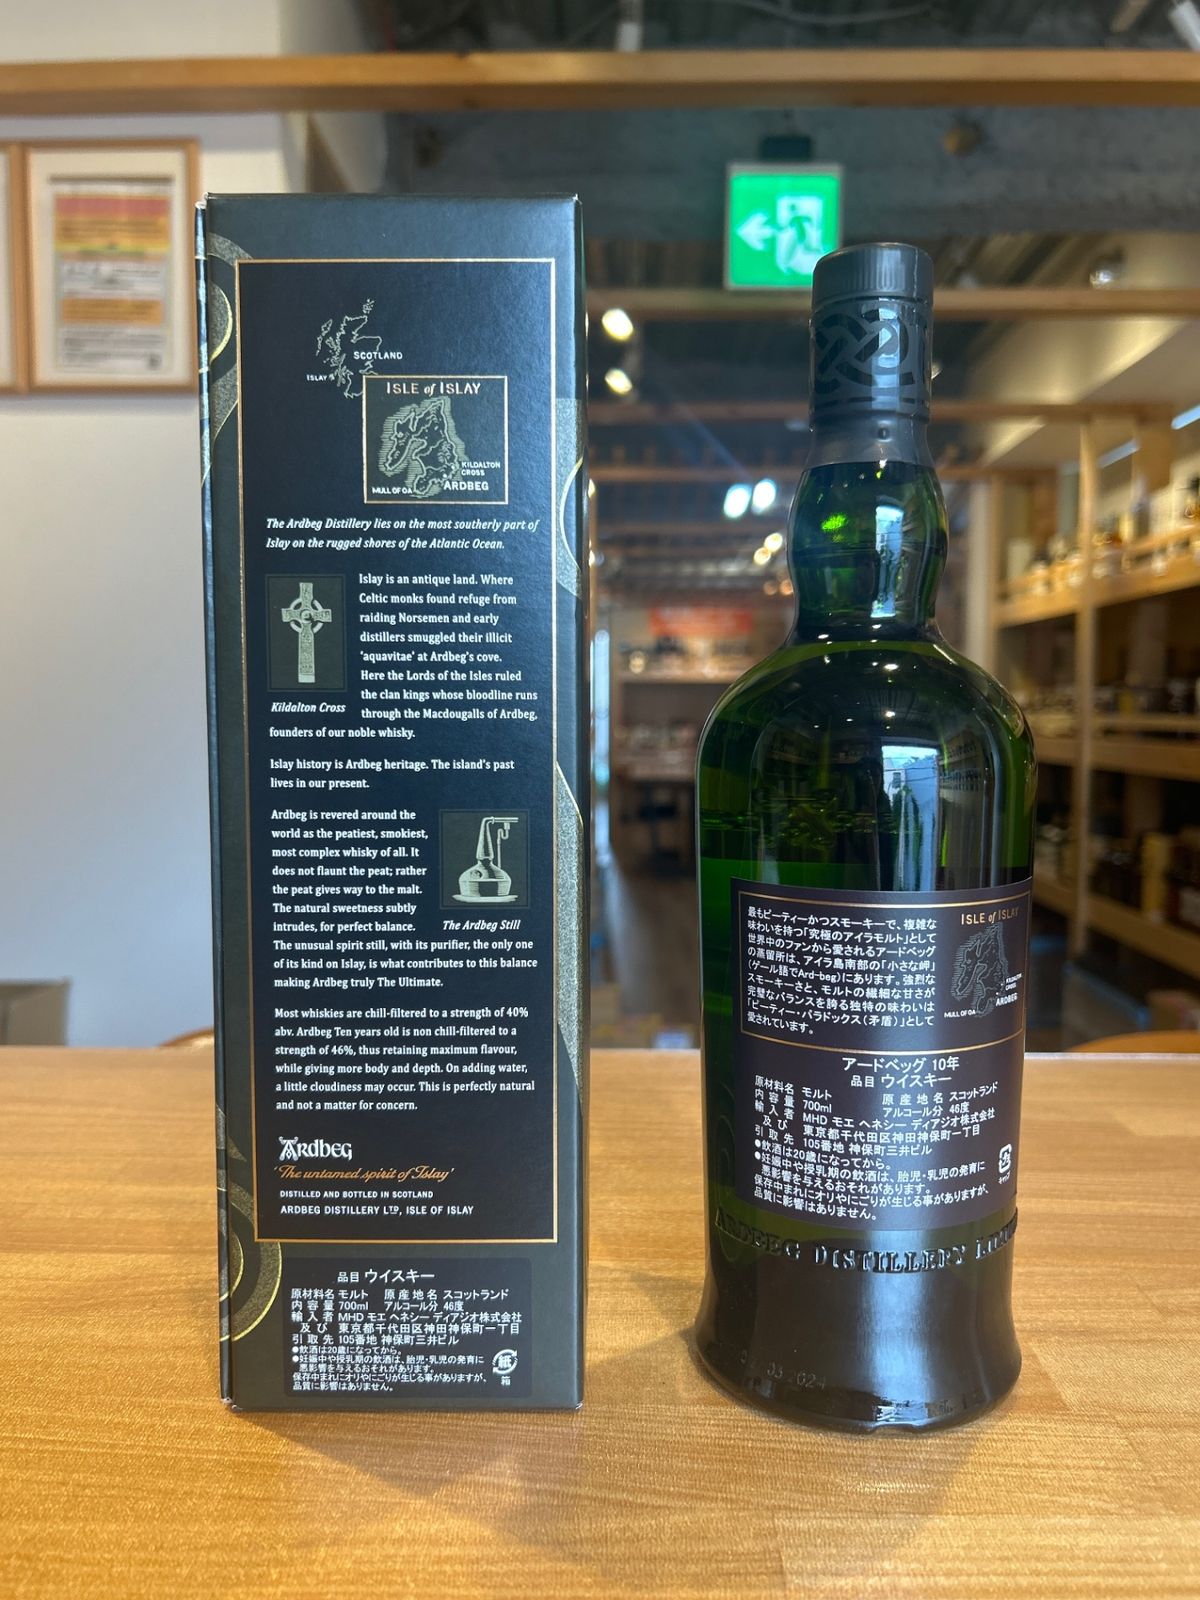 SCOTLAND
ISLAY
ISLE of ISLAY
KILDALTON
CROSS
ARDBEG
MULL OF OA
The Ardbeg Distillery lies on the most southerly part of
Islay on the rugged shores of the Atlantic Ocean.
Islay is an antique land. Where
Celtic monks found refuge from
raiding Norsemen and early
distillers smuggled their illicit
'aquavitae' at Ardbeg's cove.
Here the Lords of the Isles ruled
the clan kings whose bloodline runs
through the Macdougalls of Ardbeg,
founders of our noble whisky.
Kildalton Cross
Islay history is Ardbeg heritage. The island's past
lives in our present.
Ardbeg is revered around the
world as the peatiest, smokiest,
most complex whisky of all. It
does not flaunt the peat; rather
the peat gives way to the malt.
The natural sweetness subtly
intrudes, for perfect balance.
The Ardbeg Still
The unusual spirit still, with its purifier, the only one
of its kind on Islay, is what contributes to this balance
making Ardbeg truly The Ultimate.
Most whiskies are chill-filtered to a strength of 40%
abv. Ardbeg Ten years old is non chill-filtered to a
strength of 46%, thus retaining maximum flavour,
while giving more body and depth. On adding water,
a little cloudiness may occur. This is perfectly natural
and not a matter for concern.
ARDBEG
'The untamed spirit of Islay'
DISTILLED AND BOTTLED IN SCOTLAND
ARDBEG DISTILLERY LTD, ISLE OF ISLAY
品目 ウイスキー
原材料名 モルト 原産地名 スコットランド
内容量 700ml アルコール分 46度
輸入者 MHD モエ ヘネシー ディアジオ株式会社
及び 東京都千代田区神田神保町一丁目
引取先 105番地 神保町三井ビル
●飲酒は20歳になってから。
●妊娠中や授乳期の飲酒は、胎児・乳児の発育に
悪影響を与えるおそれがあります。
保存中まれにオリやにごりが生じる事がありますが、
品質に影響はありません。
紙
箱
最もピーティーかつスモーキーで、複雑な
味わいを持つ「究極のアイラモルト」として
世界中のファンから愛されるアードベッグ
の蒸留所は、アイラ島南部の「小さな岬」
(ゲール語でArd-beg)にあります。強烈な
スモーキーさと、モルトの繊細な甘さが
完璧なバランスを誇る独特の味わいは
「ピーティー・パラドックス(矛盾)」として
愛されています。
ISLE of ISLAY
KILDALTON
CROSS
ARDBEG
MULL OF OA
アードベッグ 10年
品目 ウイスキー
原材料名 モルト 原産地名 スコットランド
内容量 700ml アルコール分 46度
輸入者 MHD モエ ヘネシー ディアジオ株式会社
及び 東京都千代田区神田神保町一丁目
引取先 105番地 神保町三井ビル
●飲酒は20歳になってから。
●妊娠中や授乳期の飲酒は、胎児・乳児の発育に
悪影響を与えるおそれがあります。
保存中まれにオリやにごりが生じる事がありますが、
品質に影響はありません。
キャップ
ARDBEG DISTILLERY
03 2024